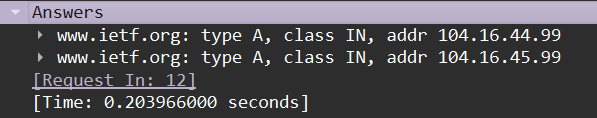 Answers
www.ietf.org: type A, class IN, addr 104.16.44.99
www.ietf.org: type A, class IN, addr 104.16.45.99
[Request In: 12]
[Time: 0.203966000 seconds]